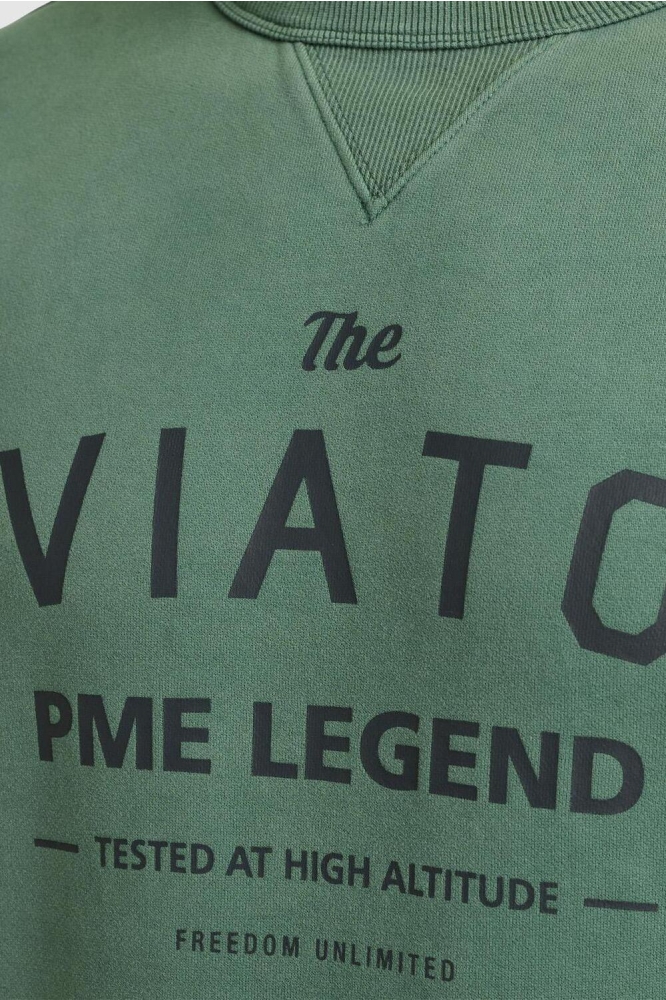 The
VIATO
PME LEGEND
TESTED AT HIGH ALTITUDE
FREEDOM UNLIMITED